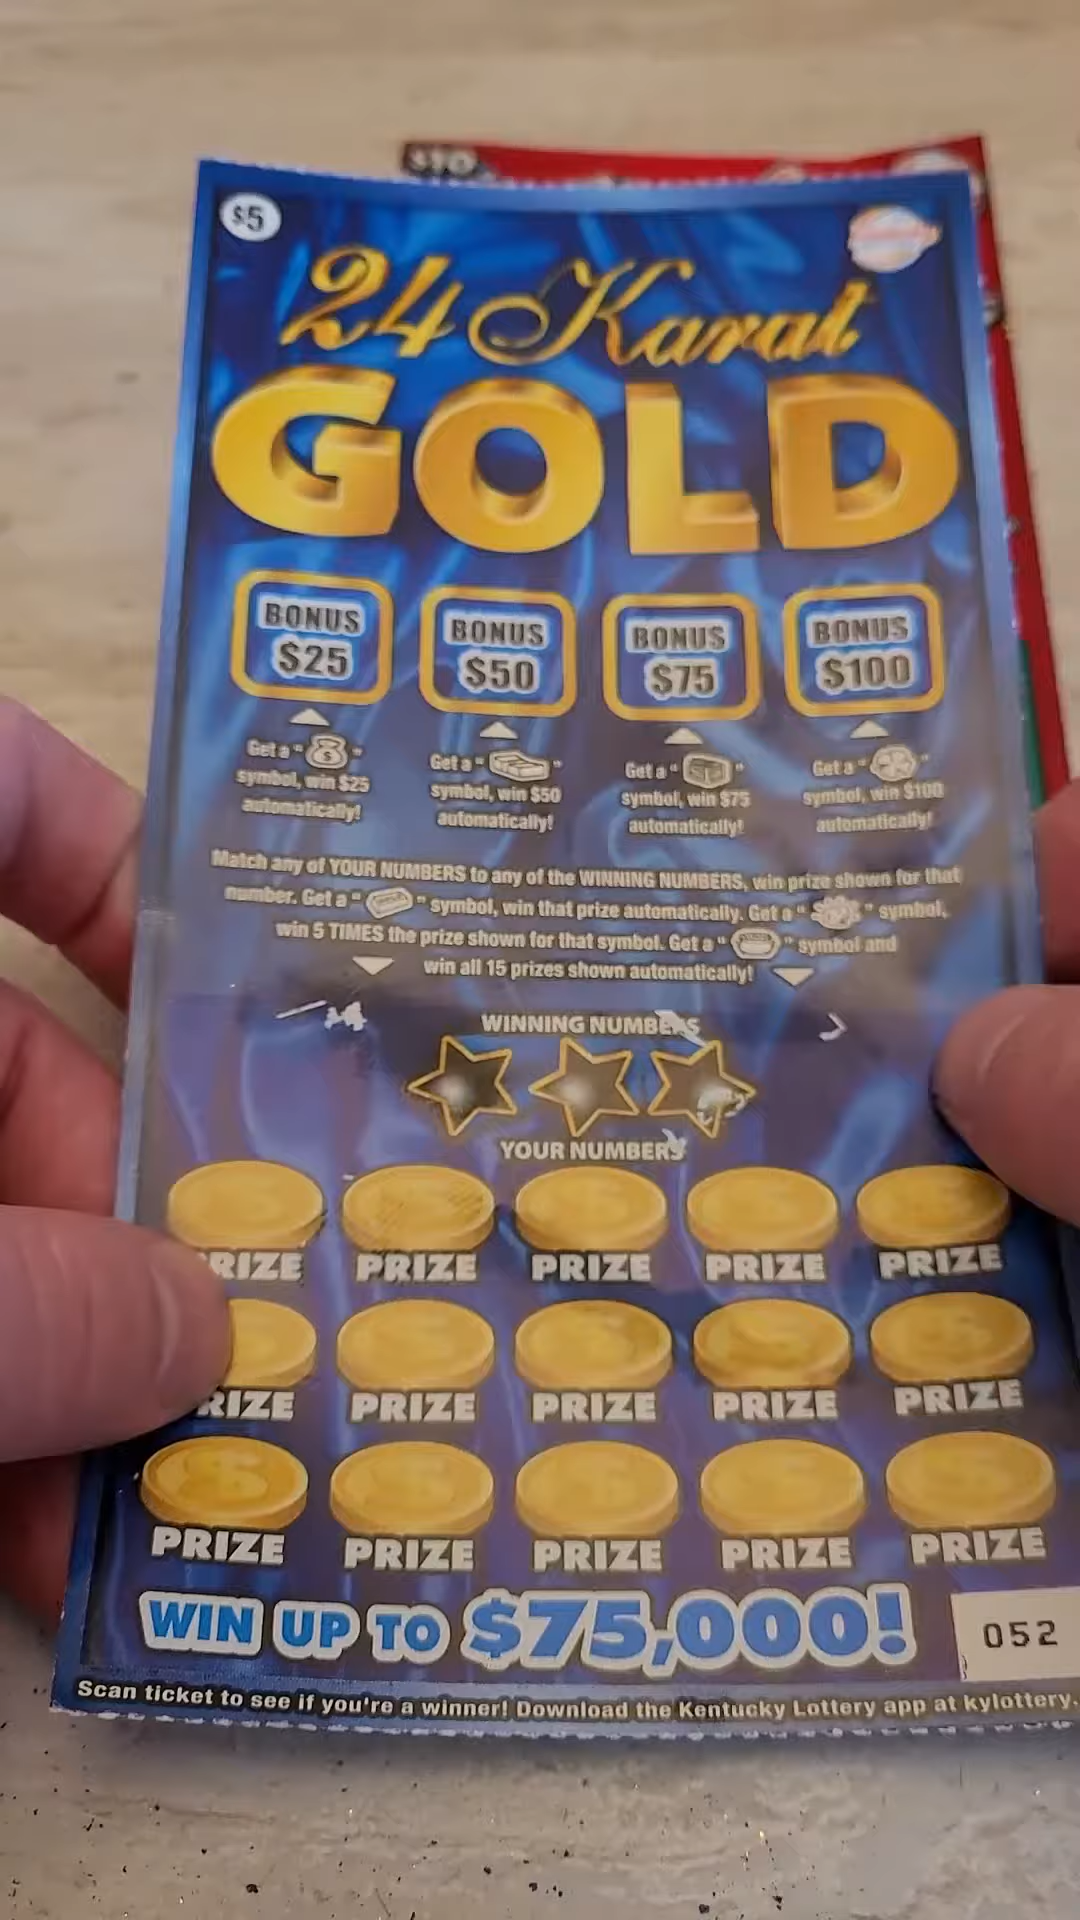 $10
$5
24 Karat
GOLD
BONUS $25
BONUS $50
BONUS $75
BONUS $100
Get a " " symbol, win $25 automatically!
Get a " " symbol, win $50 automatically!
Get a " " symbol, win $75 automatically!
Get a " " symbol, win $100 automatically!
Match any of YOUR NUMBERS to any of the WINNING NUMBERS, win prize shown for that
number. Get a " " symbol, win that prize automatically. Get a " " symbol,
win 5 TIMES the prize shown for that symbol. Get a " " symbol and
win all 15 prizes shown automatically!
WINNING NUMBERS
YOUR NUMBERS
RIZE PRIZE PRIZE PRIZE PRIZE
RIZE PRIZE PRIZE PRIZE PRIZE
PRIZE PRIZE PRIZE PRIZE PRIZE
WIN UP TO $75,000!
052
Scan ticket to see if you're a winner! Download the Kentucky Lottery app at kylottery.